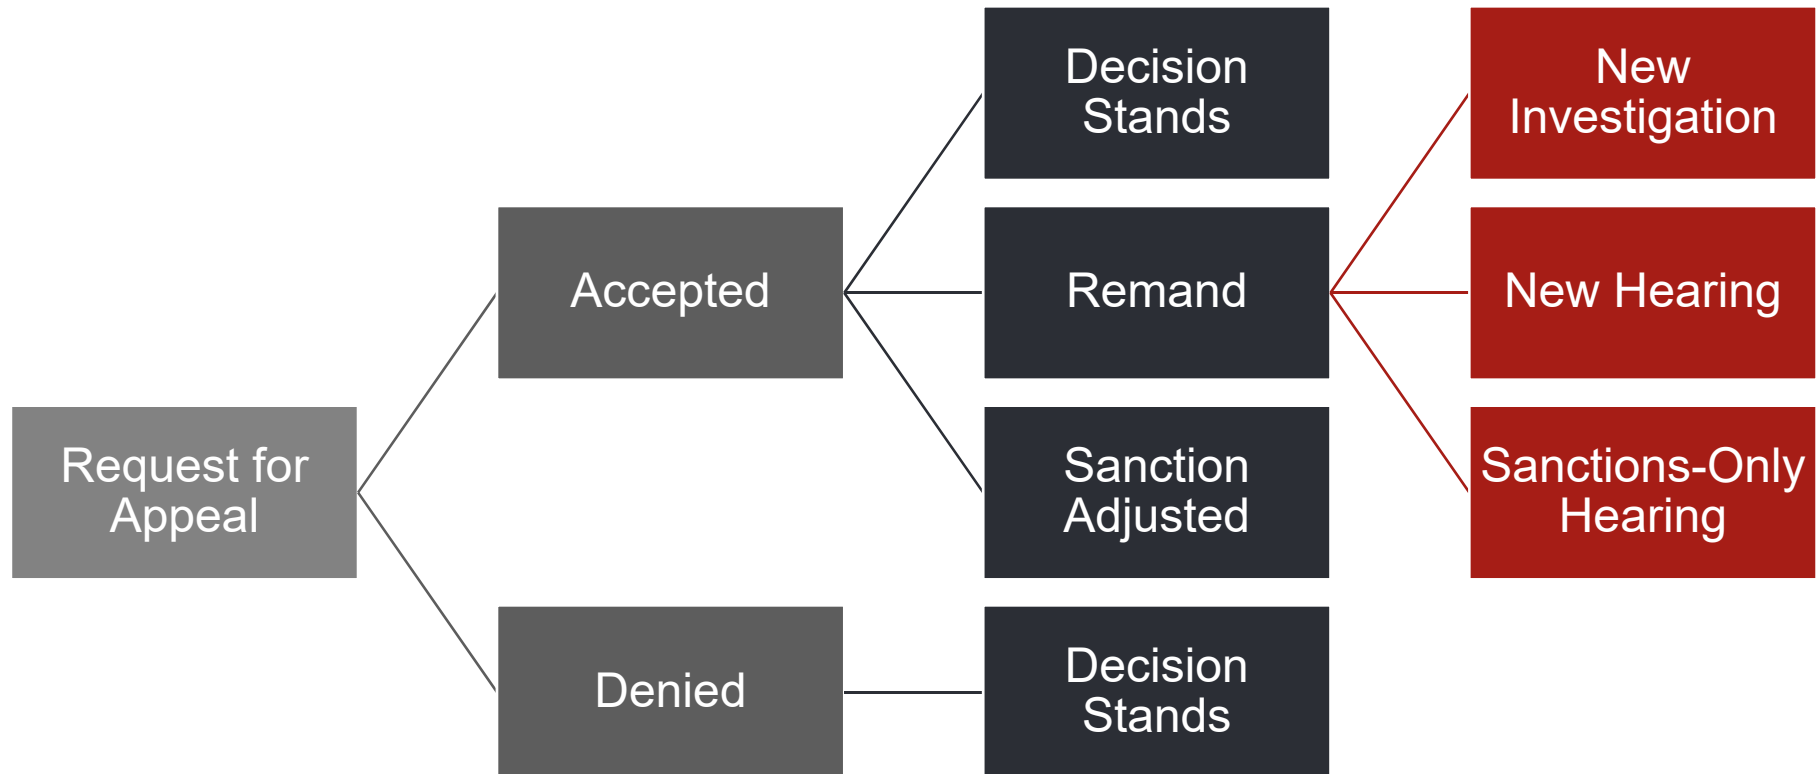 Request for
Appeal
Accepted
Denied
Decision
Stands
Remand
Sanction
Adjusted
Decision
Stands
New
Investigation
New Hearing
Sanctions-Only
Hearing